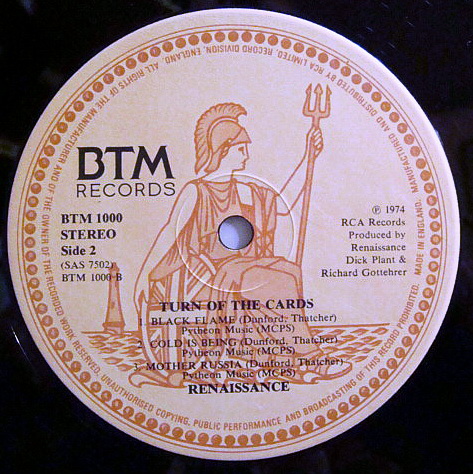 BTM
RECORDS
BTM 1000
STEREO
Side 2
(SAS 7502)
BTM 1000 B
℗ 1974
RCA Records
Produced by
Renaissance
Dick Plant &
Richard Gottehrer
TURN OF THE CARDS
1. BLACK FLAME (Dunford, Thatcher)
Pytheon Music (MCPS)
2. COLD IS BEING (Dunford, Thatcher)
Pytheon Music (MCPS)
3. MOTHER RUSSIA (Dunford, Thatcher)
Pytheon Music (MCPS)
RENAISSANCE
ALL RIGHTS OF THE MANUFACTURER AND OF THE OWNER OF THE RECORDED WORK RESERVED. UNAUTHORISED COPYING, PUBLIC PERFORMANCE AND BROADCASTING OF THIS RECORD PROHIBITED. MADE IN ENGLAND. MANUFACTURED AND DISTRIBUTED BY RCA LIMITED, RECORD DIVISION, ENGLAND.